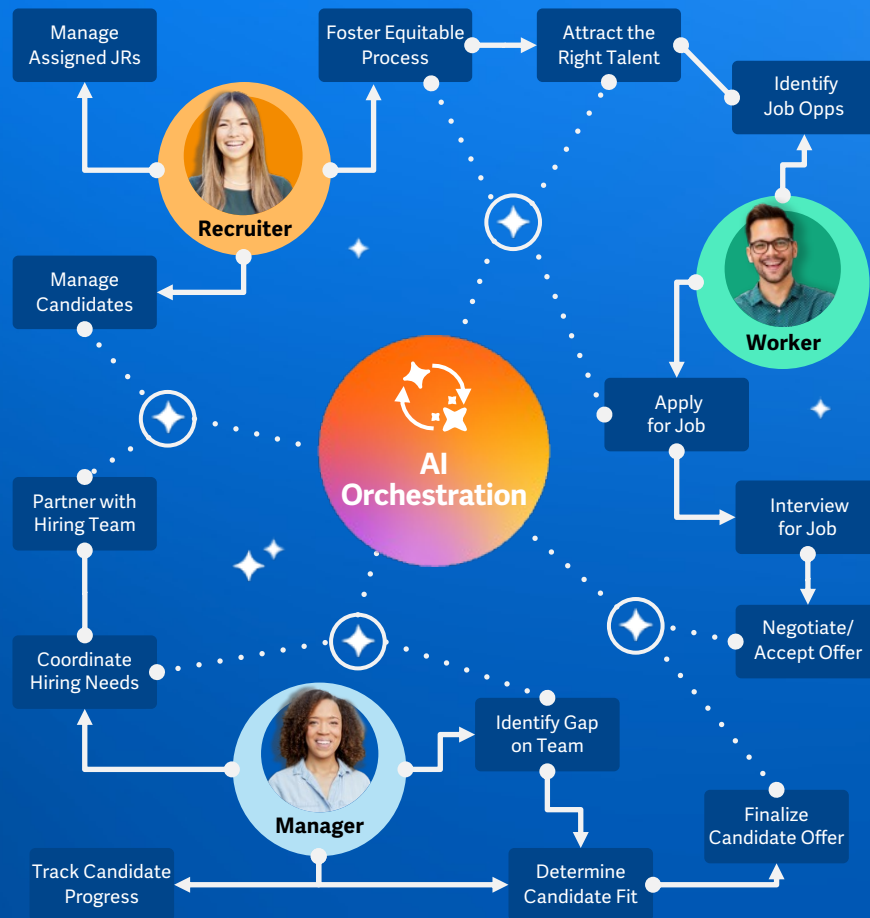 Manage
Assigned JRs
Foster Equitable
Process
Attract the
Right Talent
Identify
Job Opps
Recruiter
Manage
Candidates
Worker
Apply
for Job
AI
Orchestration
Partner with
Hiring Team
Interview
for Job
Negotiate/
Accept Offer
Coordinate
Hiring Needs
Identify Gap
on Team
Manager
Finalize
Candidate Offer
Track Candidate
Progress
Determine
Candidate Fit